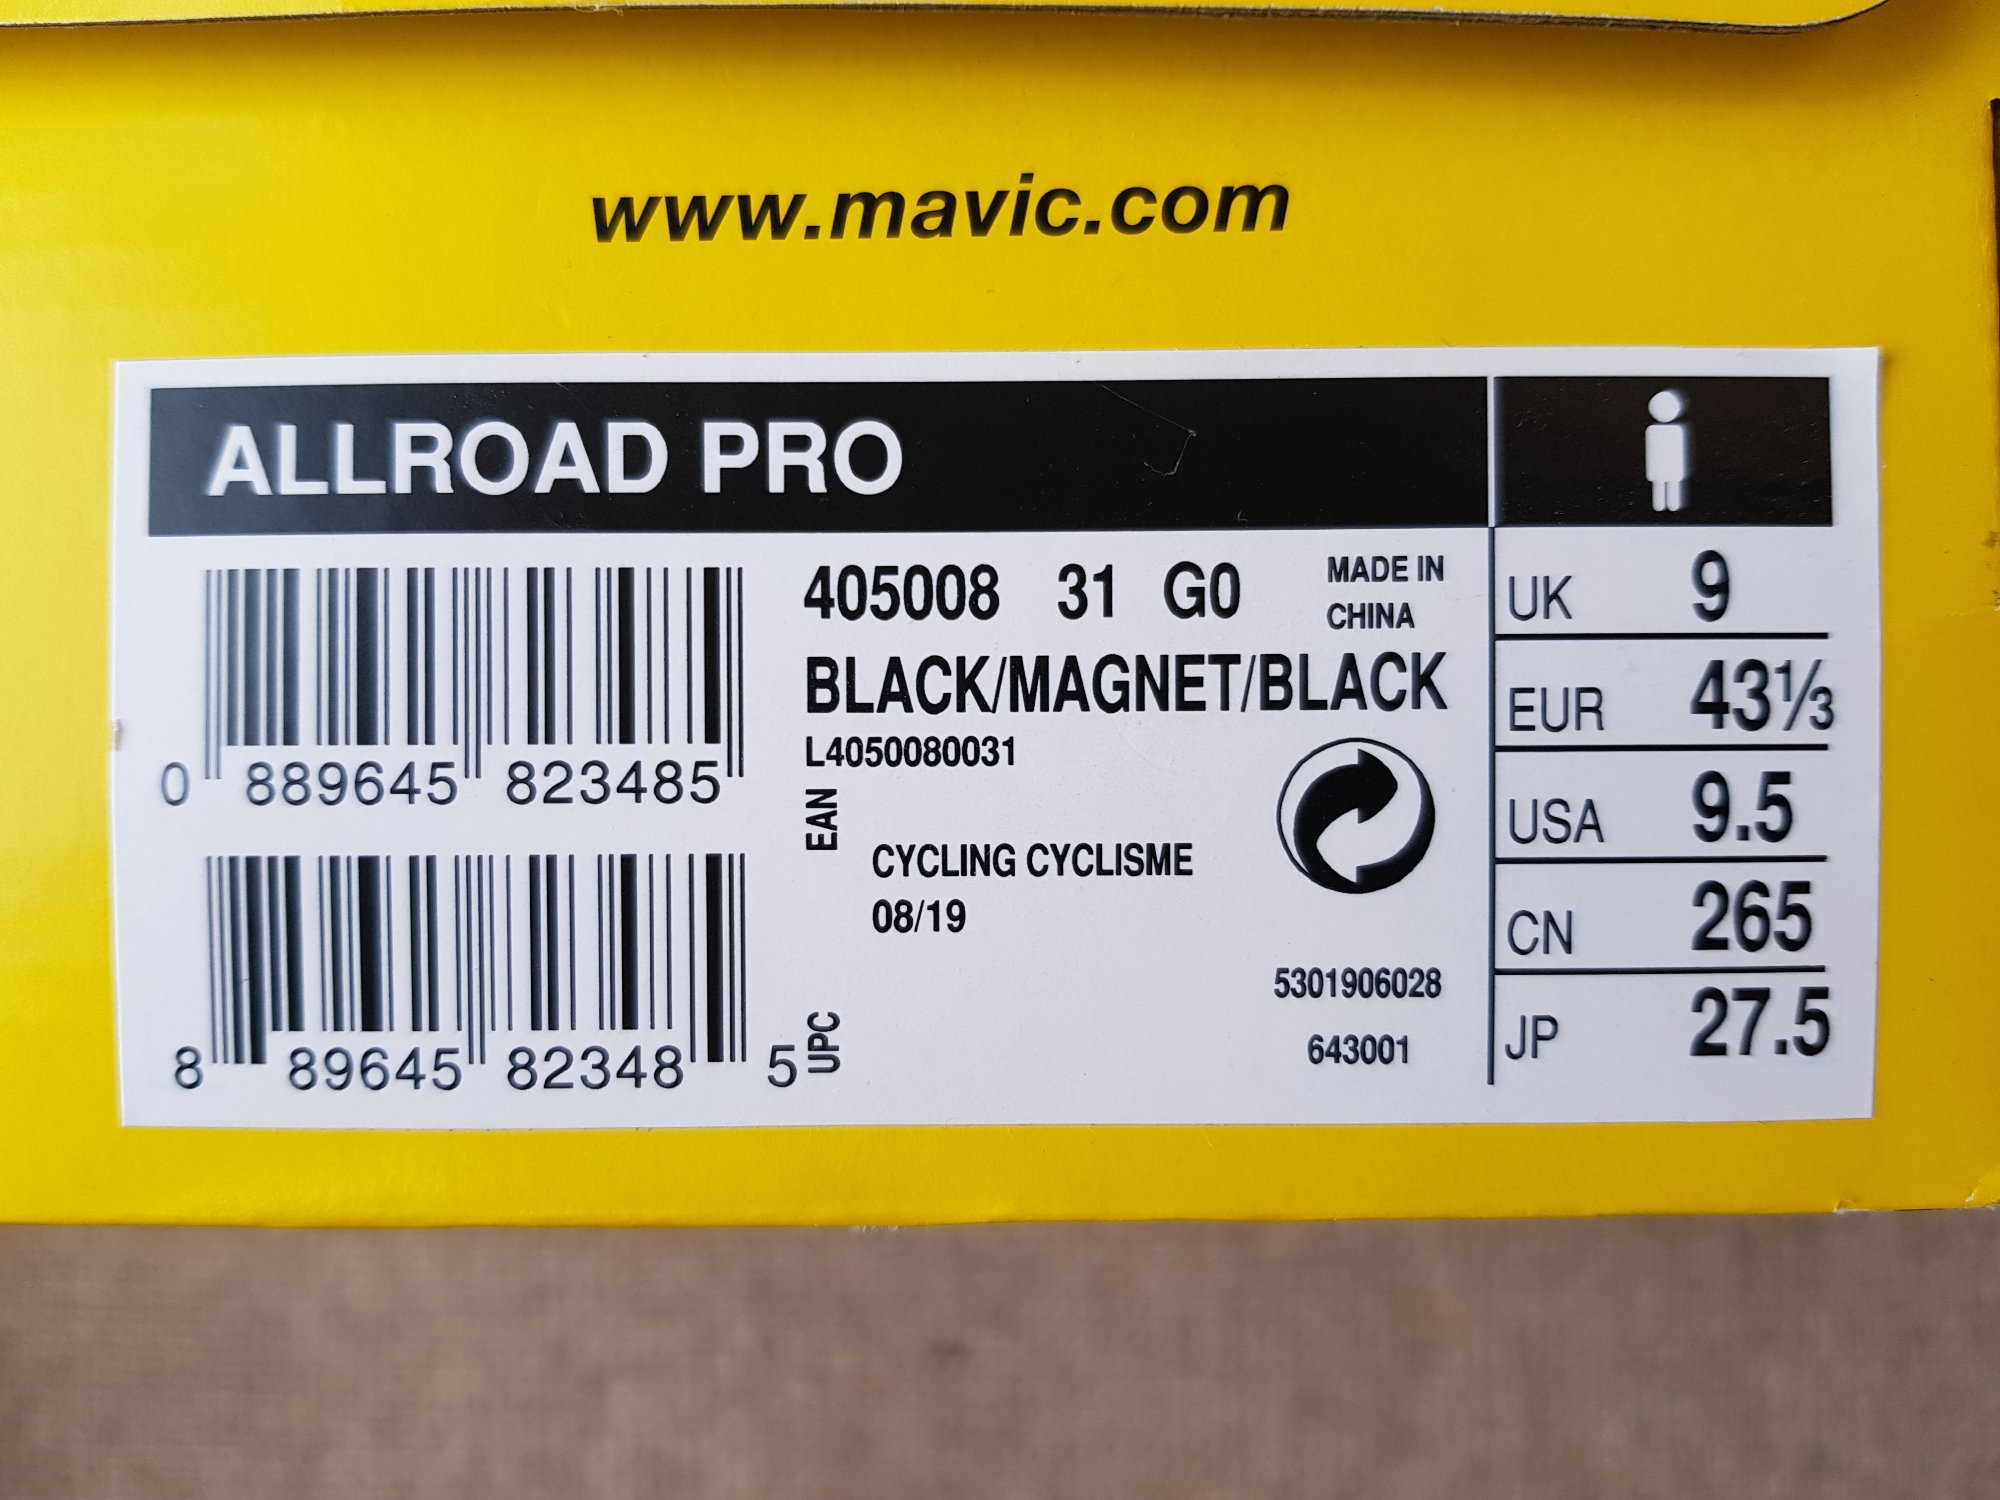 www.mavic.com
ALLROAD PRO
405008 31 G0
MADE IN
CHINA
BLACK/MAGNET/BLACK
L4050080031
0 889645 823485
EAN
CYCLING CYCLISME
08/19
5301906028
643001
8 89645 82348 5
UPC
UK 9
EUR 43⅓
USA 9.5
CN 265
JP 27.5